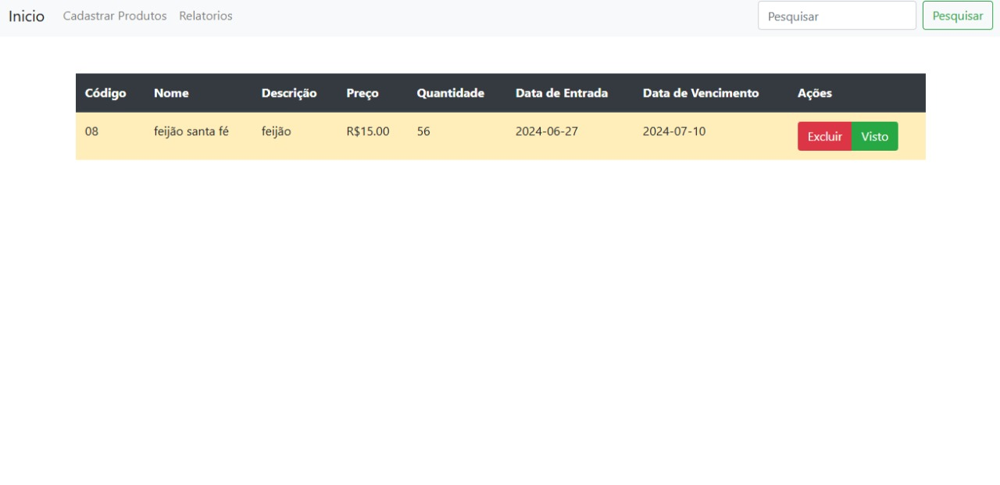 Inicio Cadastrar Produtos Relatorios Pesquisar Pesquisar
Código Nome Descrição Preço Quantidade Data de Entrada Data de Vencimento Ações
08 feijão santa fé feijão R$15.00 56 2024-06-27 2024-07-10 Excluir Visto